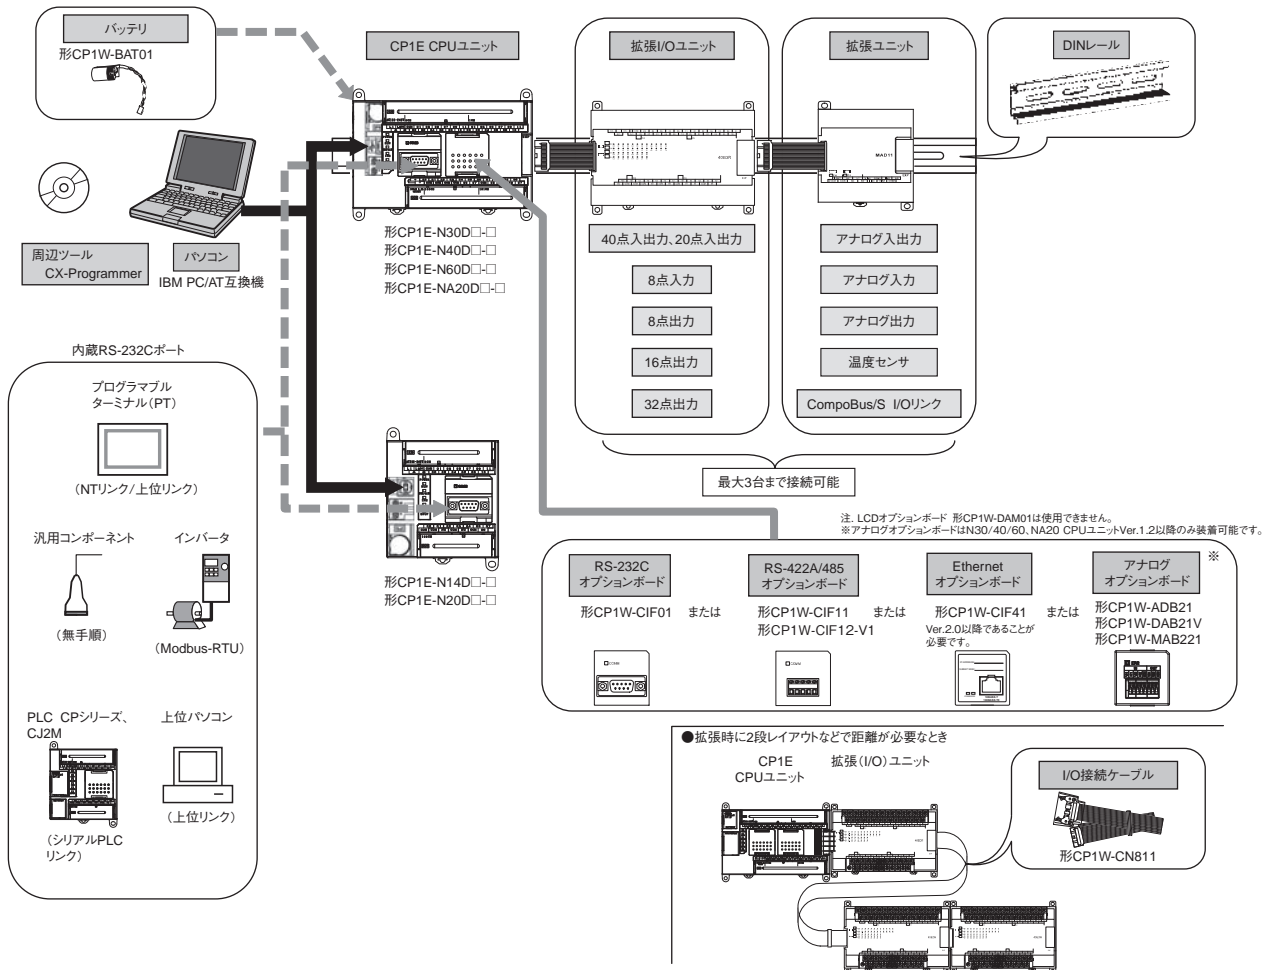 バッテリ
形CP1W-BAT01
CP1E CPUユニット
拡張I/Oユニット
拡張ユニット
DINレール
周辺ツール
CX-Programmer
パソコン
IBM PC/AT互換機
形CP1E-N30D□-□
形CP1E-N40D□-□
形CP1E-N60D□-□
形CP1E-NA20D□-□
MAD11
40点入出力、20点入出力
8点入力
8点出力
16点出力
32点出力
アナログ入出力
アナログ入力
アナログ出力
温度センサ
CompoBus/S I/Oリンク
最大3台まで接続可能
内蔵RS-232Cポート
プログラマブル
ターミナル(PT)
(NTリンク/上位リンク)
汎用コンポーネント
インバータ
(無手順)
(Modbus-RTU)
PLC CPシリーズ、
CJ2M
上位パソコン
(シリアルPLC
リンク)
(上位リンク)
形CP1E-N14D□-□
形CP1E-N20D□-□
注. LCDオプションボード 形CP1W-DAM01は使用できません。
※アナログオプションボードはN30/40/60、NA20 CPUユニットVer.1.2以降のみ装着可能です。
RS-232C
オプションボード
形CP1W-CIF01
または
RS-422A/485
オプションボード
形CP1W-CIF11
形CP1W-CIF12-V1
または
Ethernet
オプションボード
形CP1W-CIF41
Ver.2.0以降であることが
必要です。
または
アナログ
オプションボード
※
形CP1W-ADB21
形CP1W-DAB21V
形CP1W-MAB221
COMM
COMM
●拡張時に2段レイアウトなどで距離が必要なとき
CP1E
CPUユニット
拡張(I/O)ユニット
I/O接続ケーブル
形CP1W-CN811